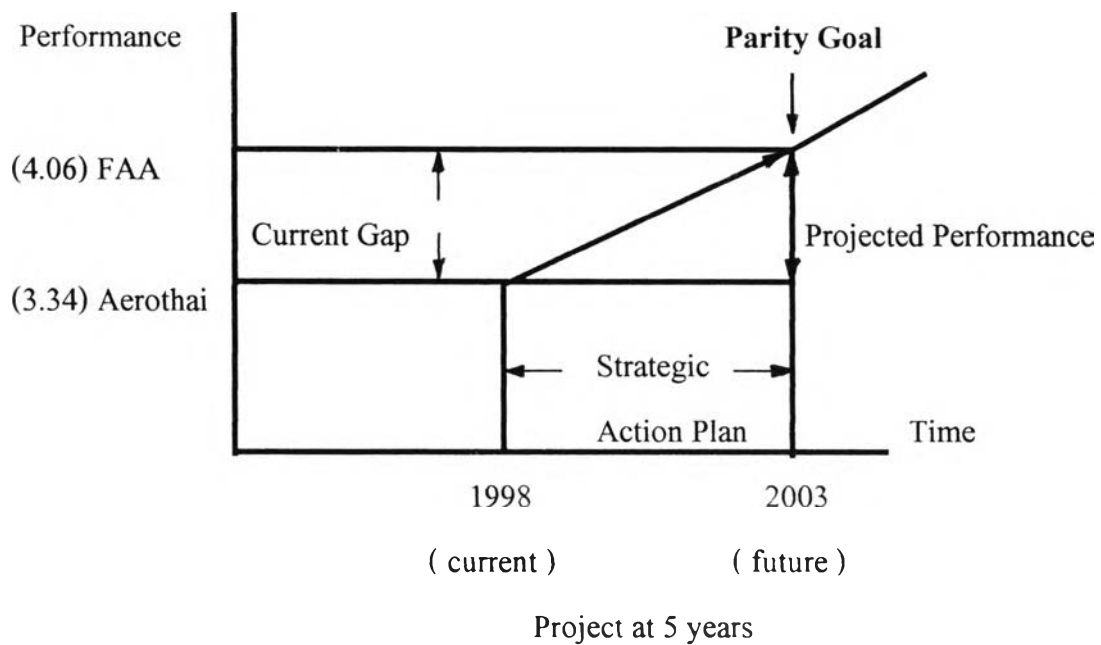 Performance
Parity Goal
(4.06) FAA
Current Gap
Projected Performance
(3.34) Aerothai
Strategic
Action Plan
Time
1998
2003
( current )
( future )
Project at 5 years